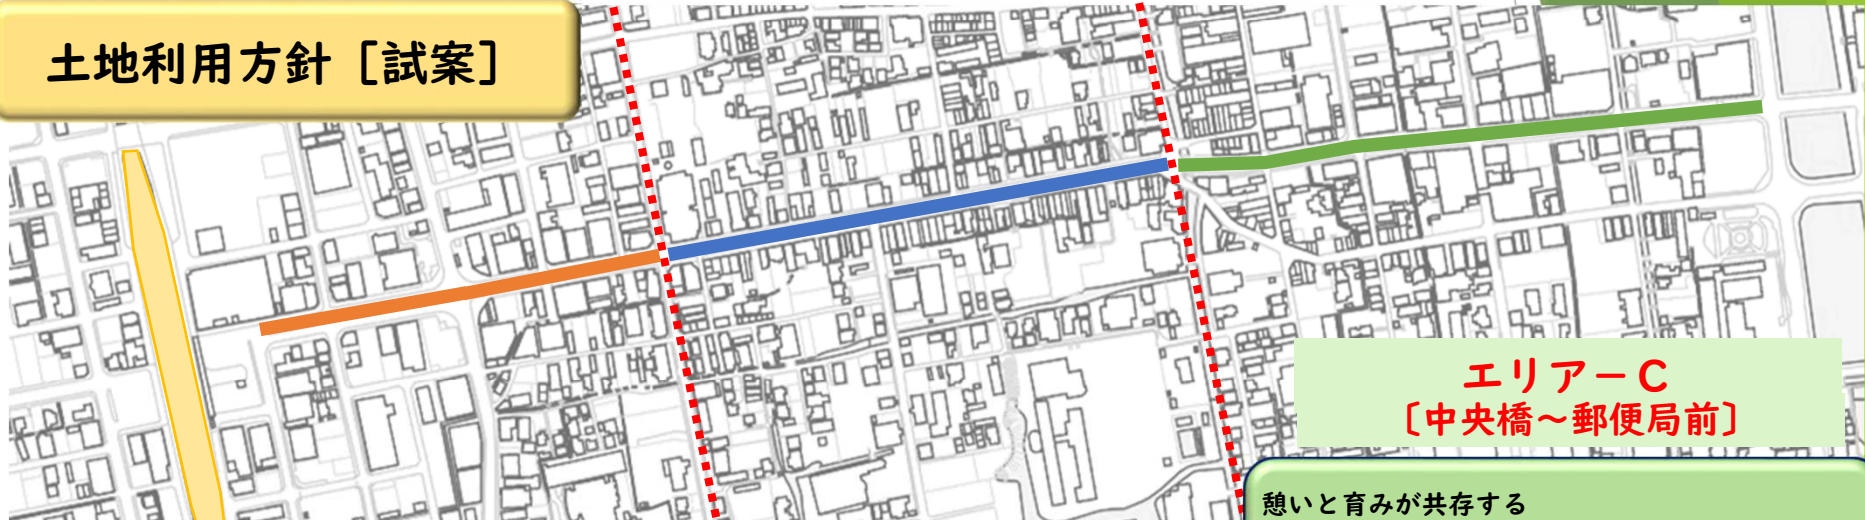 土地利用方針［試案］
エリアーＣ
〔中央橋～郵便局前〕
憩いと育みが共存する